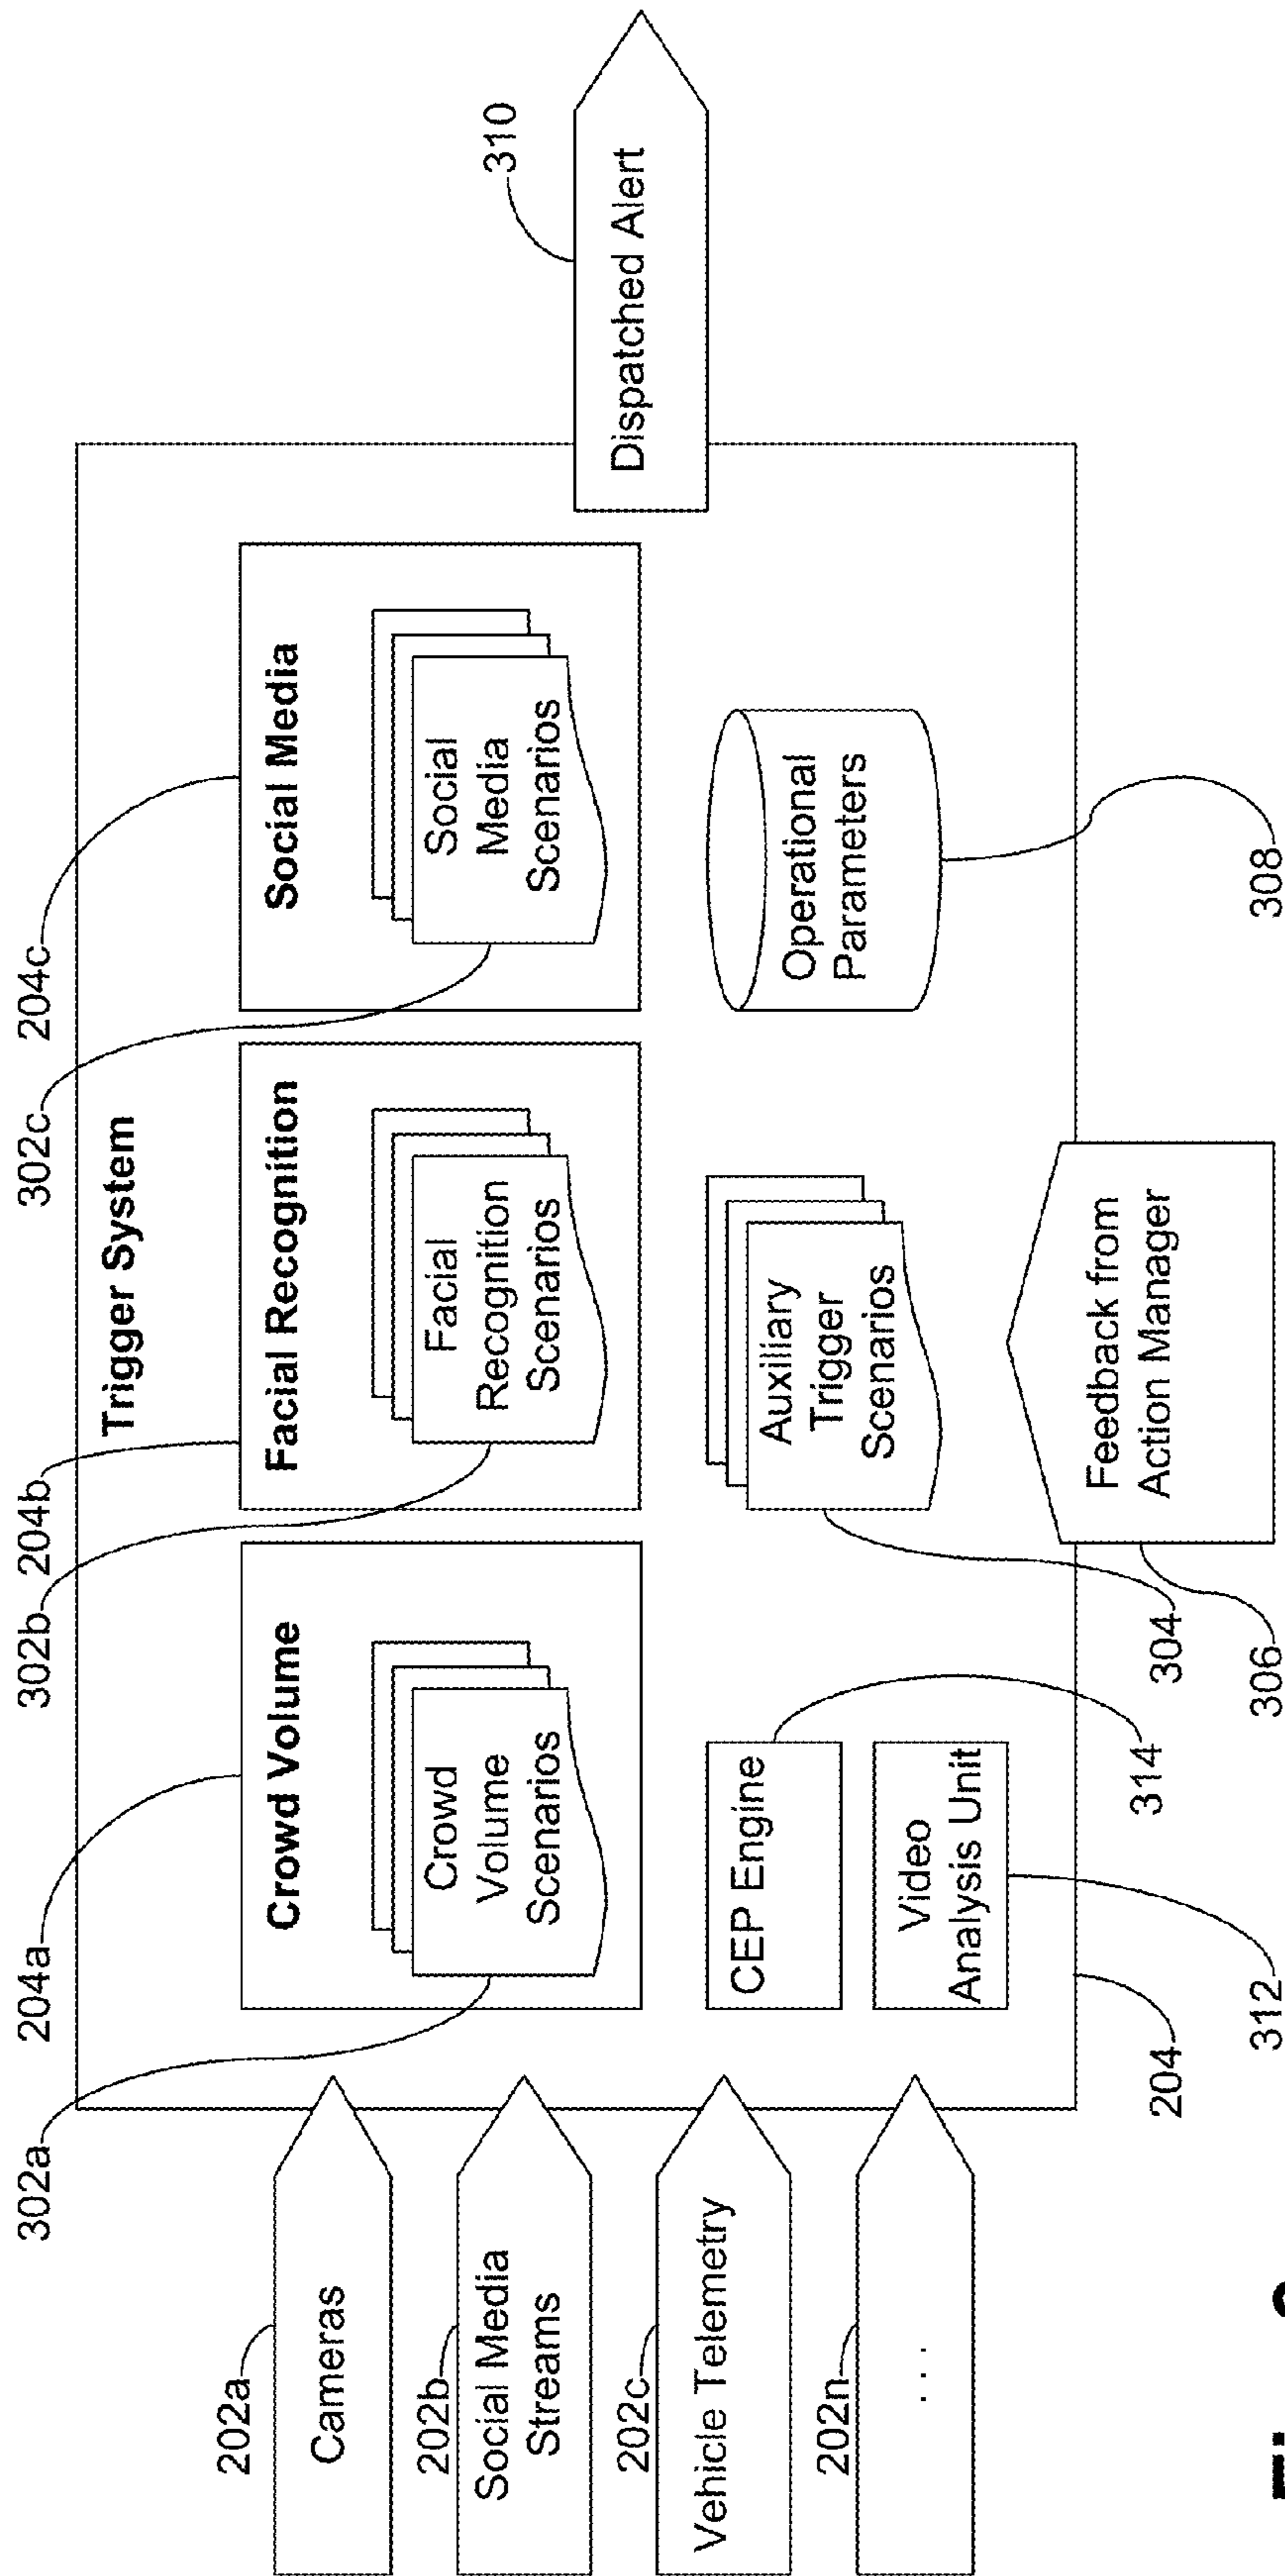 302a
204a
302b
204b
302c
204c
Trigger System
202a
Cameras
202b
Social Media
Streams
202c
Vehicle Telemetry
202n
...
Crowd Volume
Crowd
Volume
Scenarios
Facial Recognition
Facial
Recognition
Scenarios
Social Media
Social
Media
Scenarios
310
Dispatched Alert
CEP Engine
Video
Analysis Unit
Auxiliary
Trigger
Scenarios
Operational
Parameters
Feedback from
Action Manager
204
312
314
304
306
308